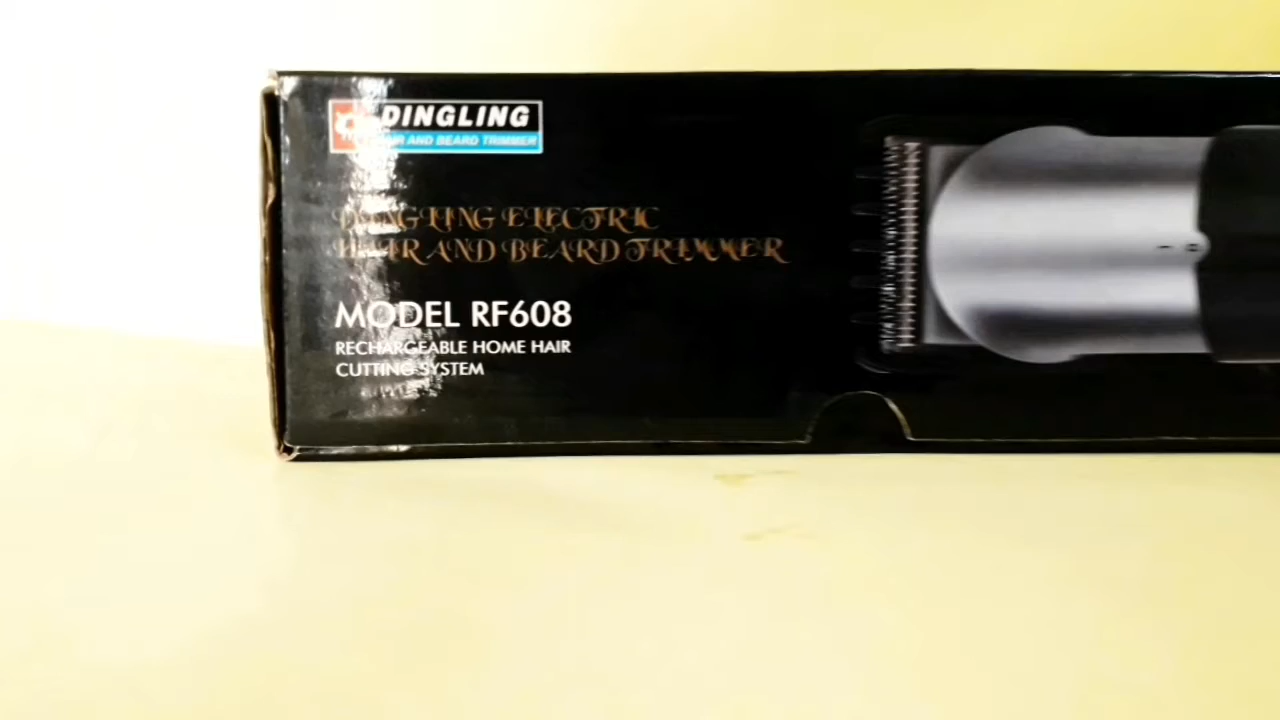 DINGLING
HAIR AND BEARD TRIMMER
DINGLING ELECTRIC
HAIR AND BEARD TRIMMER
MODEL RF608
RECHARGEABLE HOME HAIR
CUTTING SYSTEM